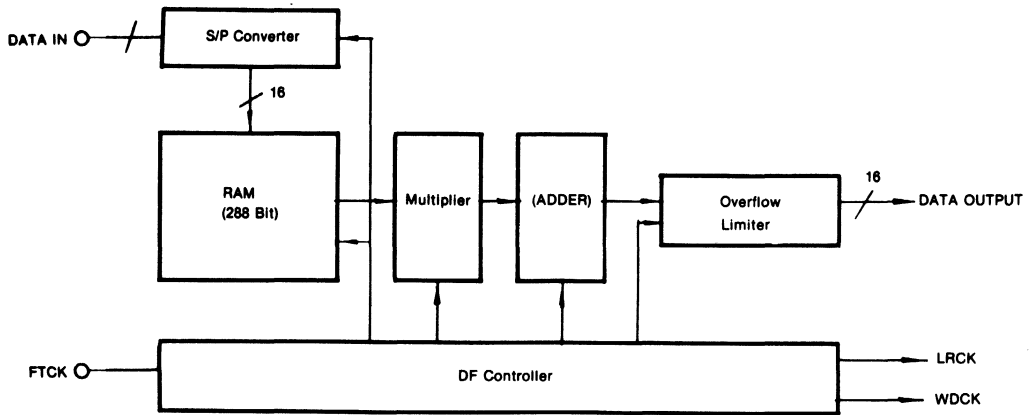 DATA IN
S/P Converter
16
RAM
(288 Bit)
Multiplier
(ADDER)
Overflow
Limiter
16
DATA OUTPUT
FTCK
DF Controller
LRCK
WDCK